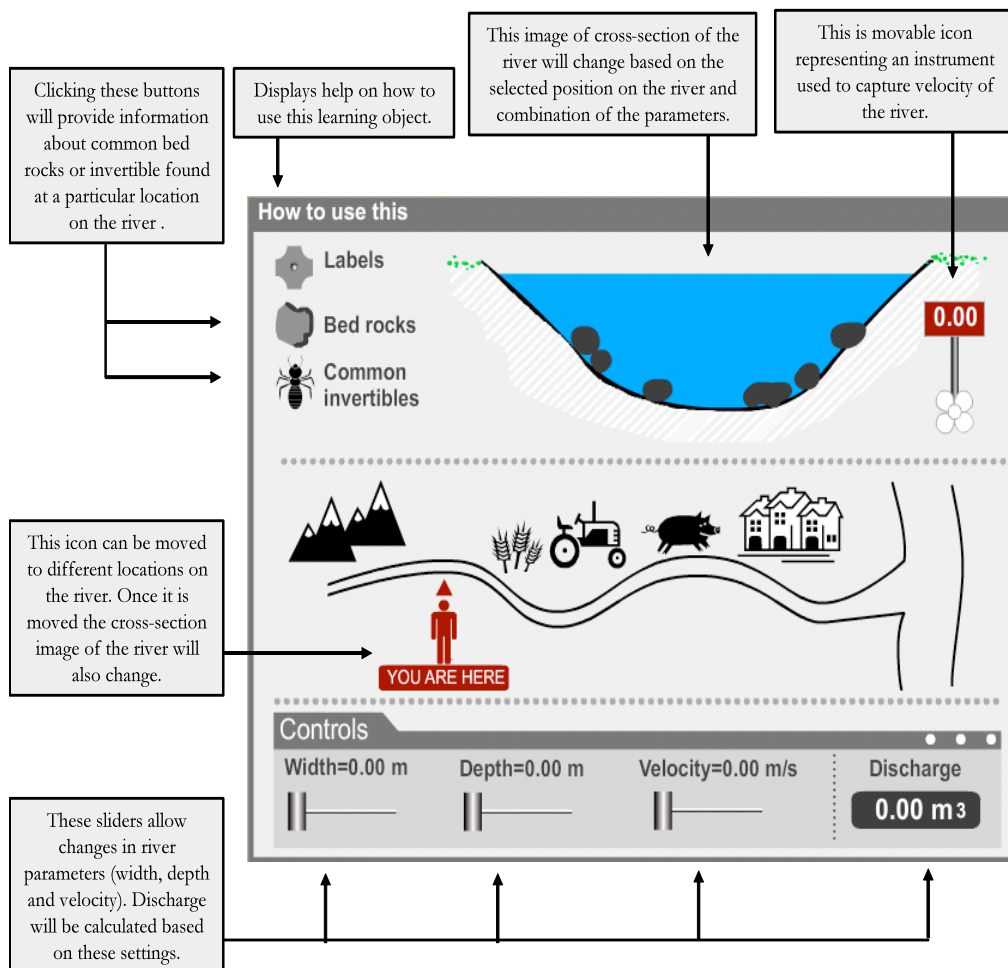 This image of cross-section of the
river will change based on the
selected position on the river and
combination of the parameters.
This is movable icon
representing an instrument
used to capture velocity of
the river.
Clicking these buttons
will provide information
about common bed
rocks or invertible found
at a particular location
on the river .
Displays help on how to
use this learning object.
How to use this
Labels
Bed rocks
Common
invertibles
0.00
This icon can be moved
to different locations on
the river. Once it is
moved the cross-section
image of the river will
also change.
YOU ARE HERE
Controls
Width=0.00 m
Depth=0.00 m
Velocity=0.00 m/s
Discharge
0.00 m3
These sliders allow
changes in river
parameters (width, depth
and velocity). Discharge
will be calculated based
on these settings.